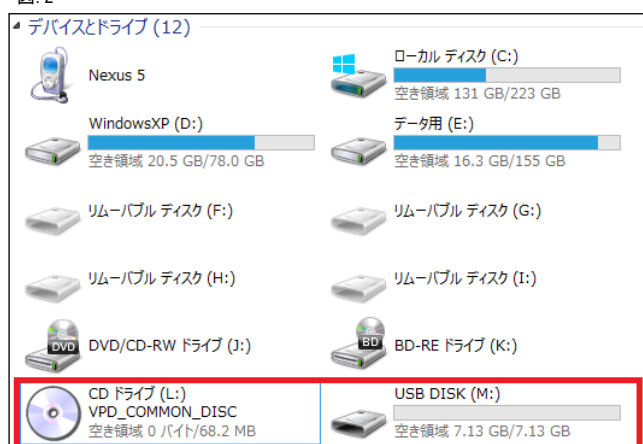 図. 2
デバイスとドライブ (12)
Nexus 5
ローカル ディスク (C:)
空き領域 131 GB/223 GB
WindowsXP (D:)
空き領域 20.5 GB/78.0 GB
データ用 (E:)
空き領域 16.3 GB/155 GB
リムーバブル ディスク (F:)
リムーバブル ディスク (G:)
リムーバブル ディスク (H:)
リムーバブル ディスク (I:)
DVD
DVD/CD-RW ドライブ (J:)
BD
BD-RE ドライブ (K:)
CD ドライブ (L:)
VPD_COMMON_DISC
空き領域 0 バイト/68.2 MB
USB DISK (M:)
空き領域 7.13 GB/7.13 GB